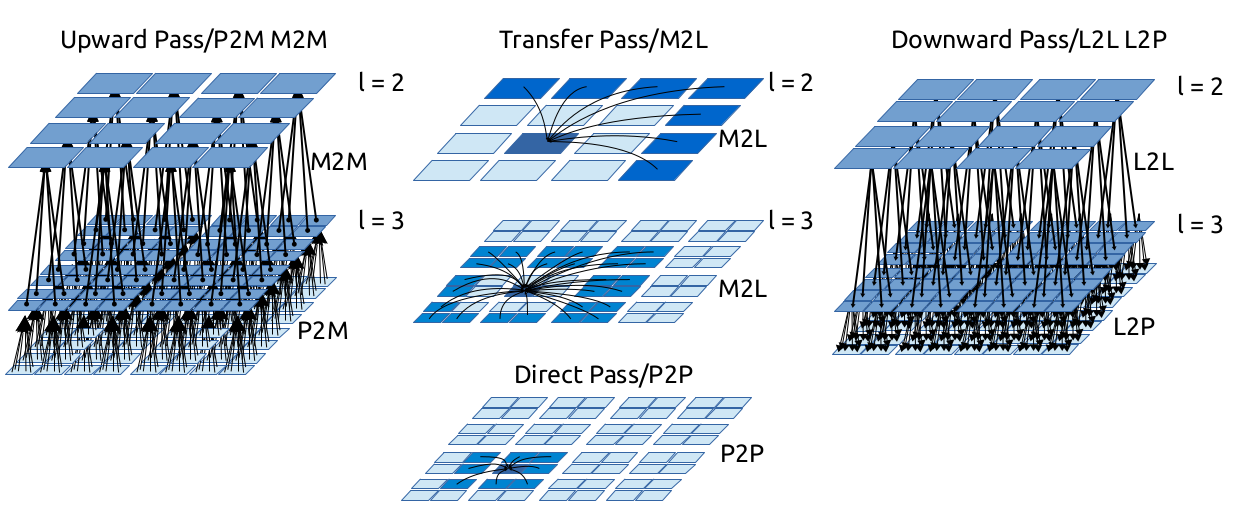 Upward Pass/P2M M2M
l = 2
M2M
l = 3
P2M
Transfer Pass/M2L
l = 2
M2L
l = 3
M2L
Direct Pass/P2P
P2P
Downward Pass/L2L L2P
l = 2
L2L
l = 3
L2P